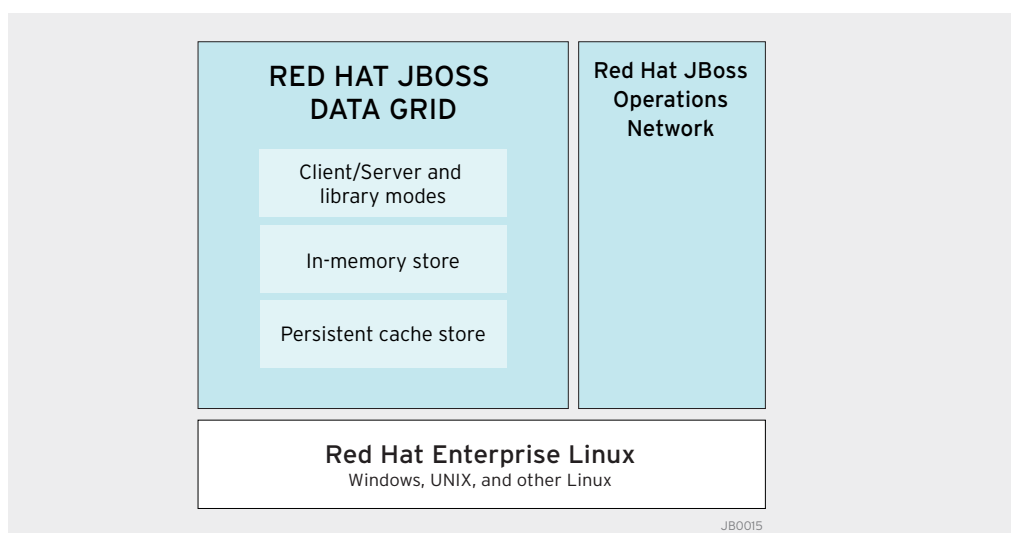 RED HAT JBOSS
DATA GRID
Client/Server and
library modes
In-memory store
Persistent cache store
Red Hat JBoss
Operations
Network
Red Hat Enterprise Linux
Windows, UNIX, and other Linux
JB0015